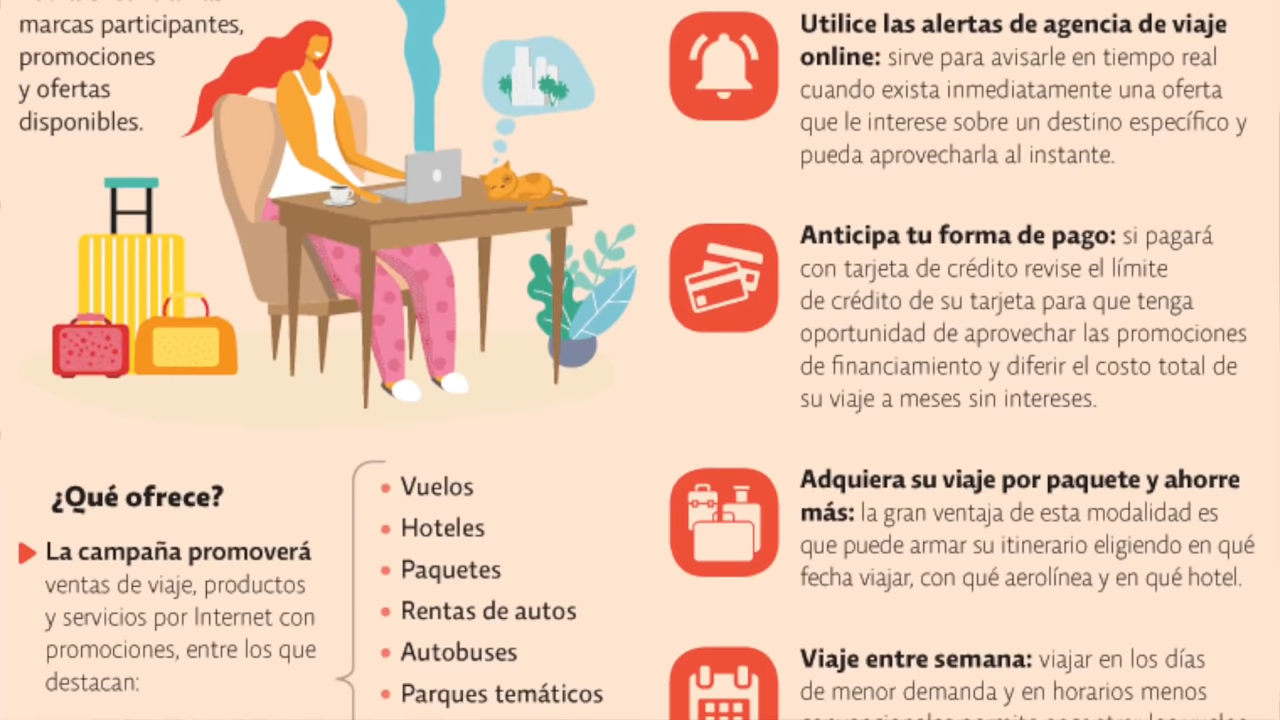 marcas participantes,
promociones
y ofertas
disponibles.
¿Qué ofrece?
La campaña promoverá
ventas de viaje, productos
y servicios por Internet con
promociones, entre los que
destacan:
Vuelos
Hoteles
Paquetes
Rentas de autos
Autobuses
Parques temáticos
Utilice las alertas de agencia de viaje
online: sirve para avisarle en tiempo real
cuando exista inmediatamente una oferta
que le interese sobre un destino específico y
pueda aprovecharla al instante.
Anticipa tu forma de pago: si pagará
con tarjeta de crédito revise el límite
de crédito de su tarjeta para que tenga
oportunidad de aprovechar las promociones
de financiamiento y diferir el costo total de
su viaje a meses sin intereses.
Adquiera su viaje por paquete y ahorre
más: la gran ventaja de esta modalidad es
que puede armar su itinerario eligiendo en qué
fecha viajar, con qué aerolínea y en qué hotel.
Viaje entre semana: viajar en los días
de menor demanda y en horarios menos